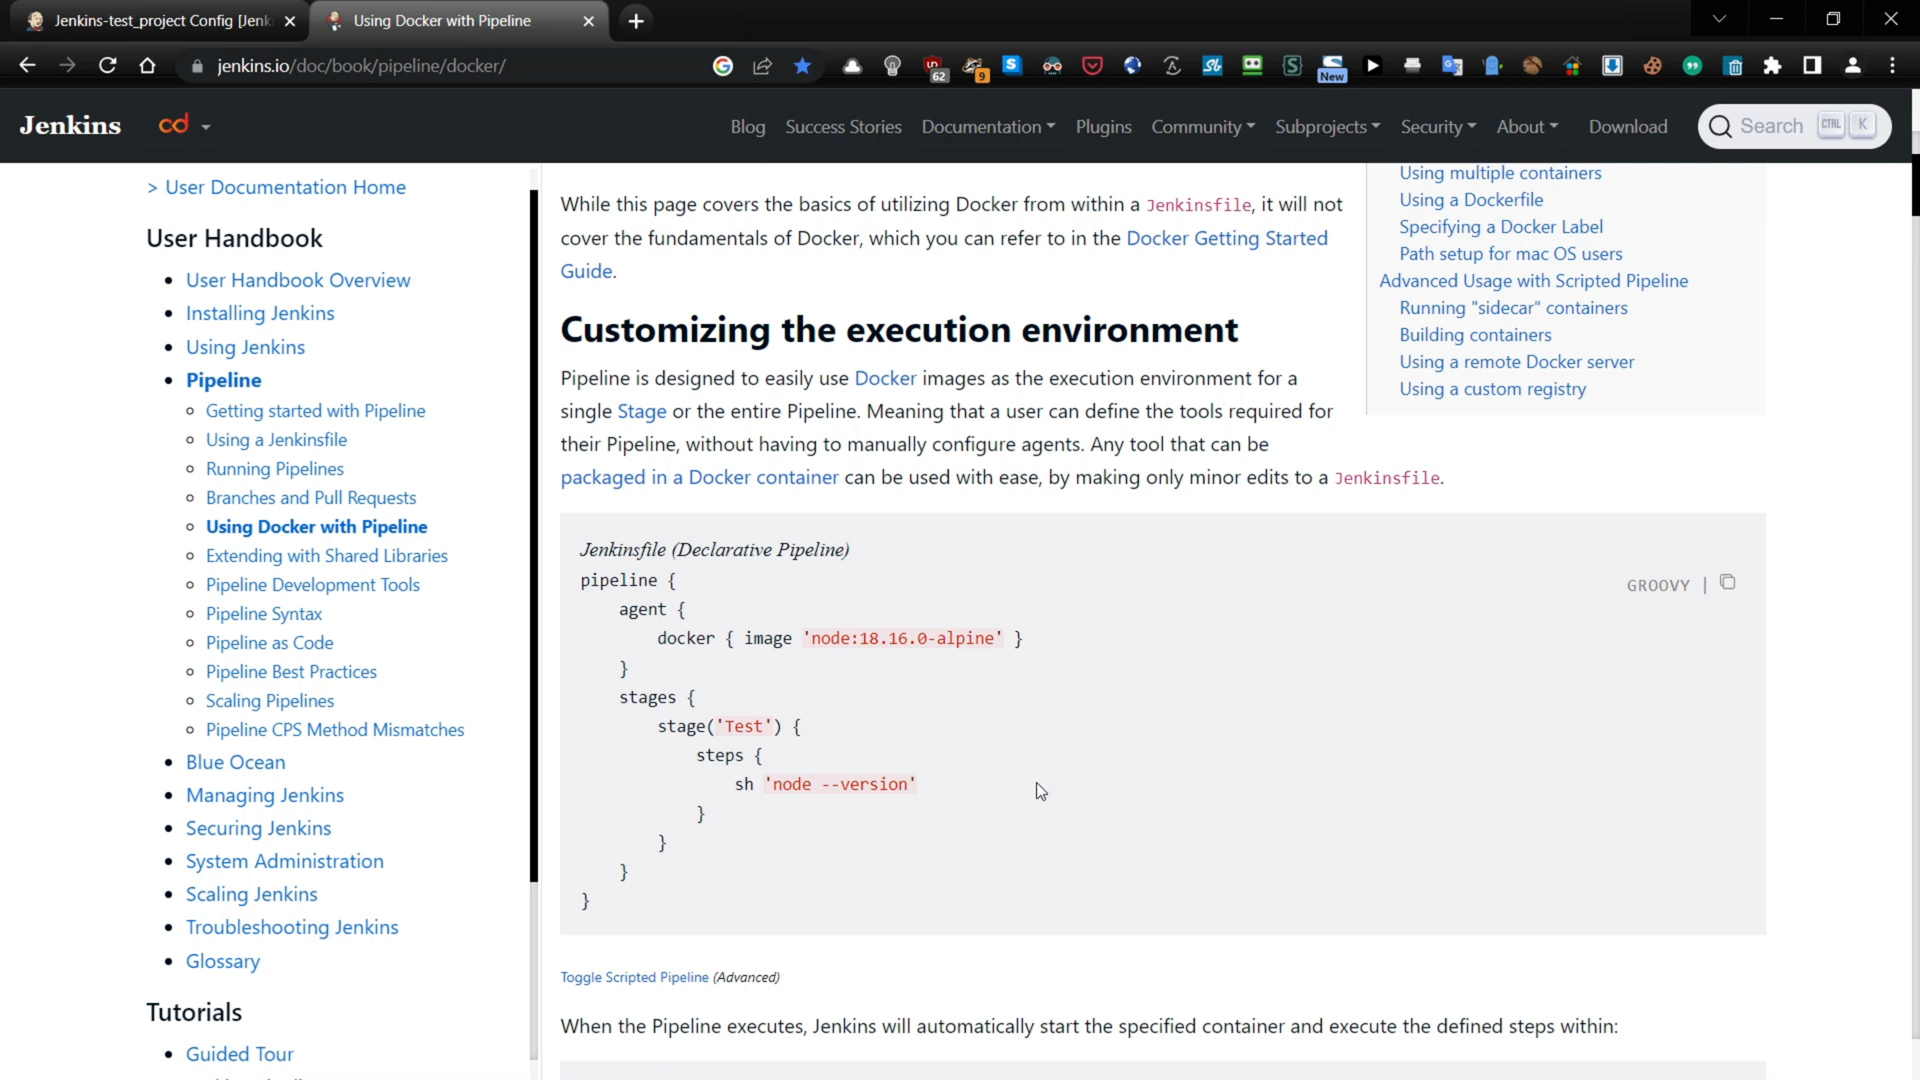 Jenkins-test_project Config [Jenk
Using Docker with Pipeline
jenkins.io/doc/book/pipeline/docker/
62
9
New
Jenkins
cd
Blog
Success Stories
Documentation
Plugins
Community
Subprojects
Security
About
Download
Search CTRL K
> User Documentation Home
User Handbook
User Handbook Overview
Installing Jenkins
Using Jenkins
Pipeline
Getting started with Pipeline
Using a Jenkinsfile
Running Pipelines
Branches and Pull Requests
Using Docker with Pipeline
Extending with Shared Libraries
Pipeline Development Tools
Pipeline Syntax
Pipeline as Code
Pipeline Best Practices
Scaling Pipelines
Pipeline CPS Method Mismatches
Blue Ocean
Managing Jenkins
Securing Jenkins
System Administration
Scaling Jenkins
Troubleshooting Jenkins
Glossary
Tutorials
Guided Tour
While this page covers the basics of utilizing Docker from within a Jenkinsfile, it will not
cover the fundamentals of Docker, which you can refer to in the Docker Getting Started
Guide.
Customizing the execution environment
Pipeline is designed to easily use Docker images as the execution environment for a
single Stage or the entire Pipeline. Meaning that a user can define the tools required for
their Pipeline, without having to manually configure agents. Any tool that can be
packaged in a Docker container can be used with ease, by making only minor edits to a Jenkinsfile.
Jenkinsfile (Declarative Pipeline)
GROOVY |
pipeline {
agent {
docker { image 'node:18.16.0-alpine' }
}
stages {
stage('Test') {
steps {
sh 'node --version'
}
}
}
}
Toggle Scripted Pipeline (Advanced)
When the Pipeline executes, Jenkins will automatically start the specified container and execute the defined steps within:
Using multiple containers
Using a Dockerfile
Specifying a Docker Label
Path setup for mac OS users
Advanced Usage with Scripted Pipeline
Running "sidecar" containers
Building containers
Using a remote Docker server
Using a custom registry